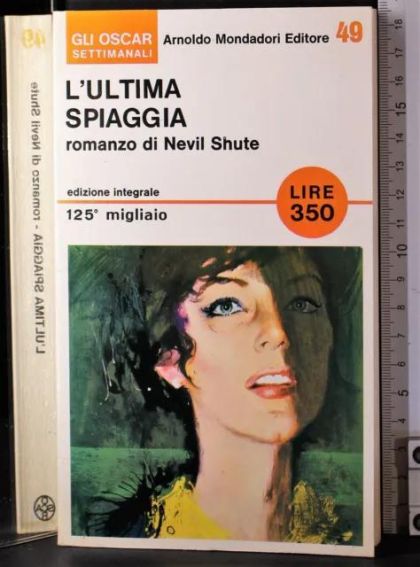 GLI OSCAR
SETTIMANALI
Arnoldo Mondadori Editore 49
L'ULTIMA
SPIAGGIA
romanzo di Nevil Shute
edizione integrale
125° migliaio
LIRE
350
49
L'ULTIMA SPIAGGIA - romanzo di Nevil Shute